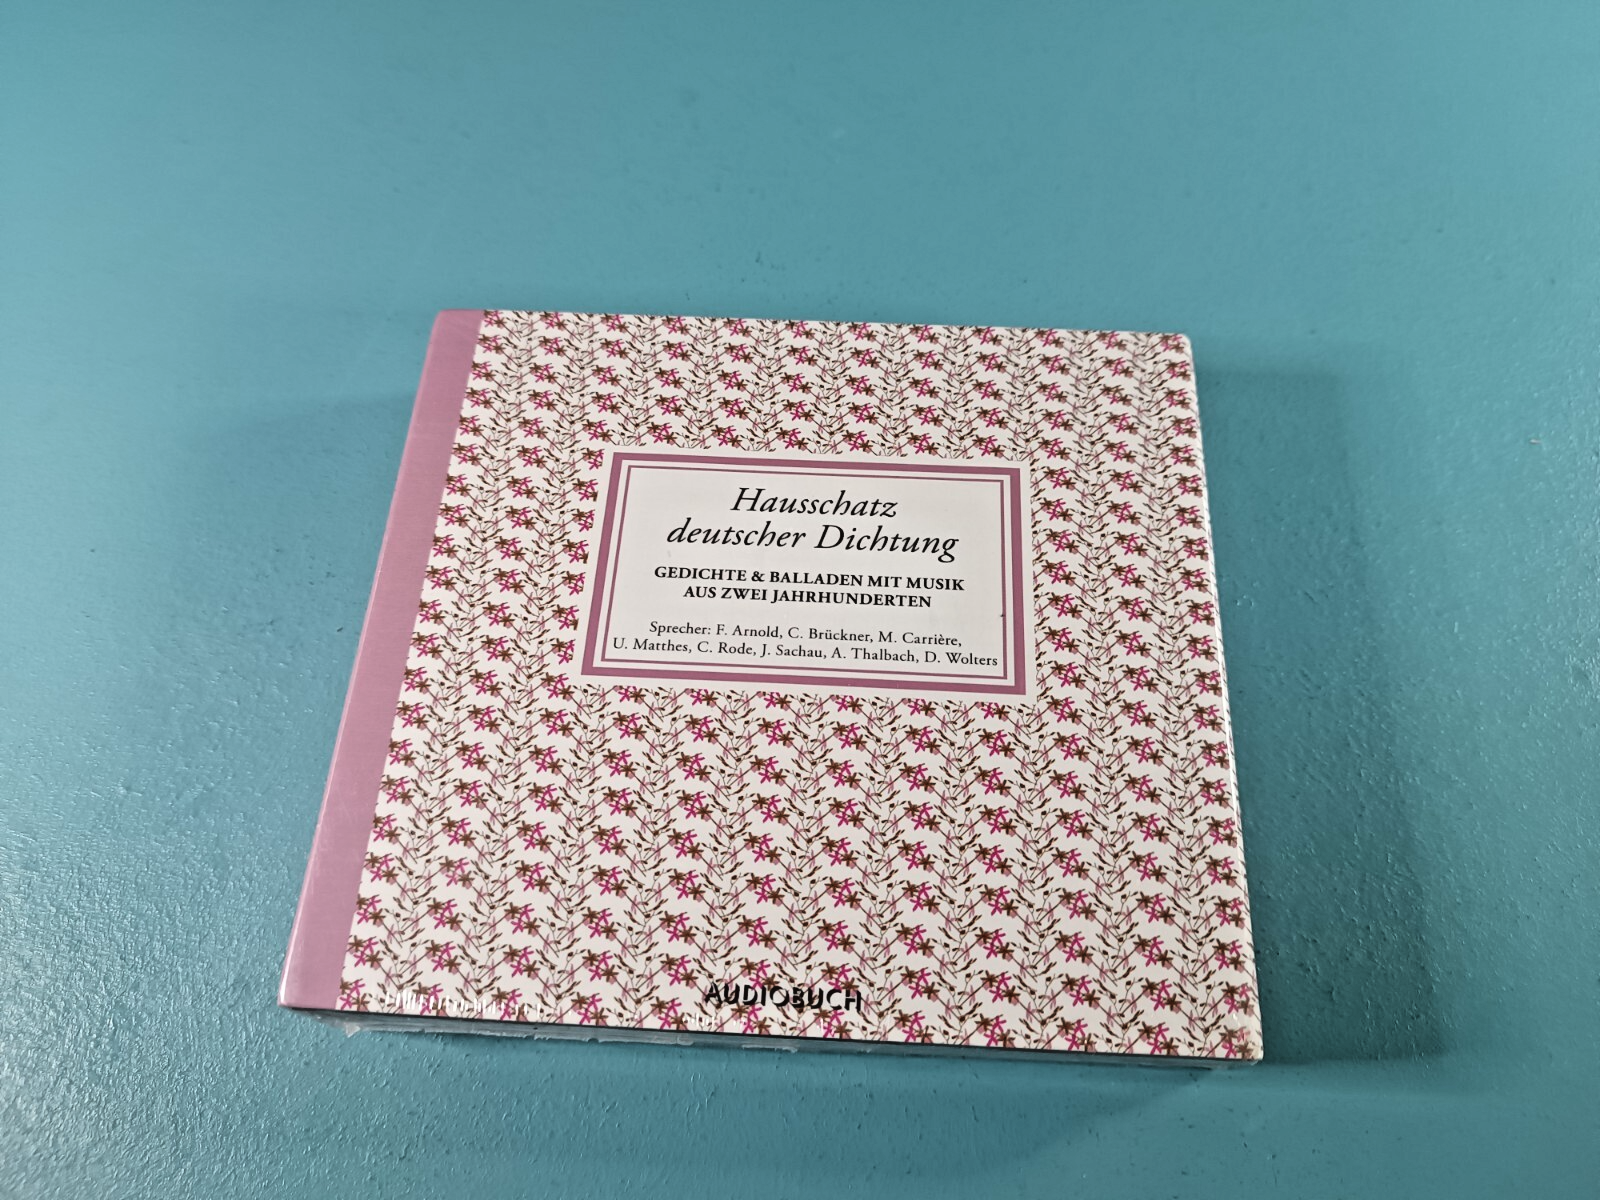 Hausschatz
deutscher Dichtung
GEDICHTE & BALLADEN MIT MUSIK
AUS ZWEI JAHRHUNDERTEN
Sprecher: F. Arnold, C. Brückner, M. Carrière,
U. Matthes, C. Rode, J. Sachau, A. Thalbach, D. Wolters
AUDIOBUCH